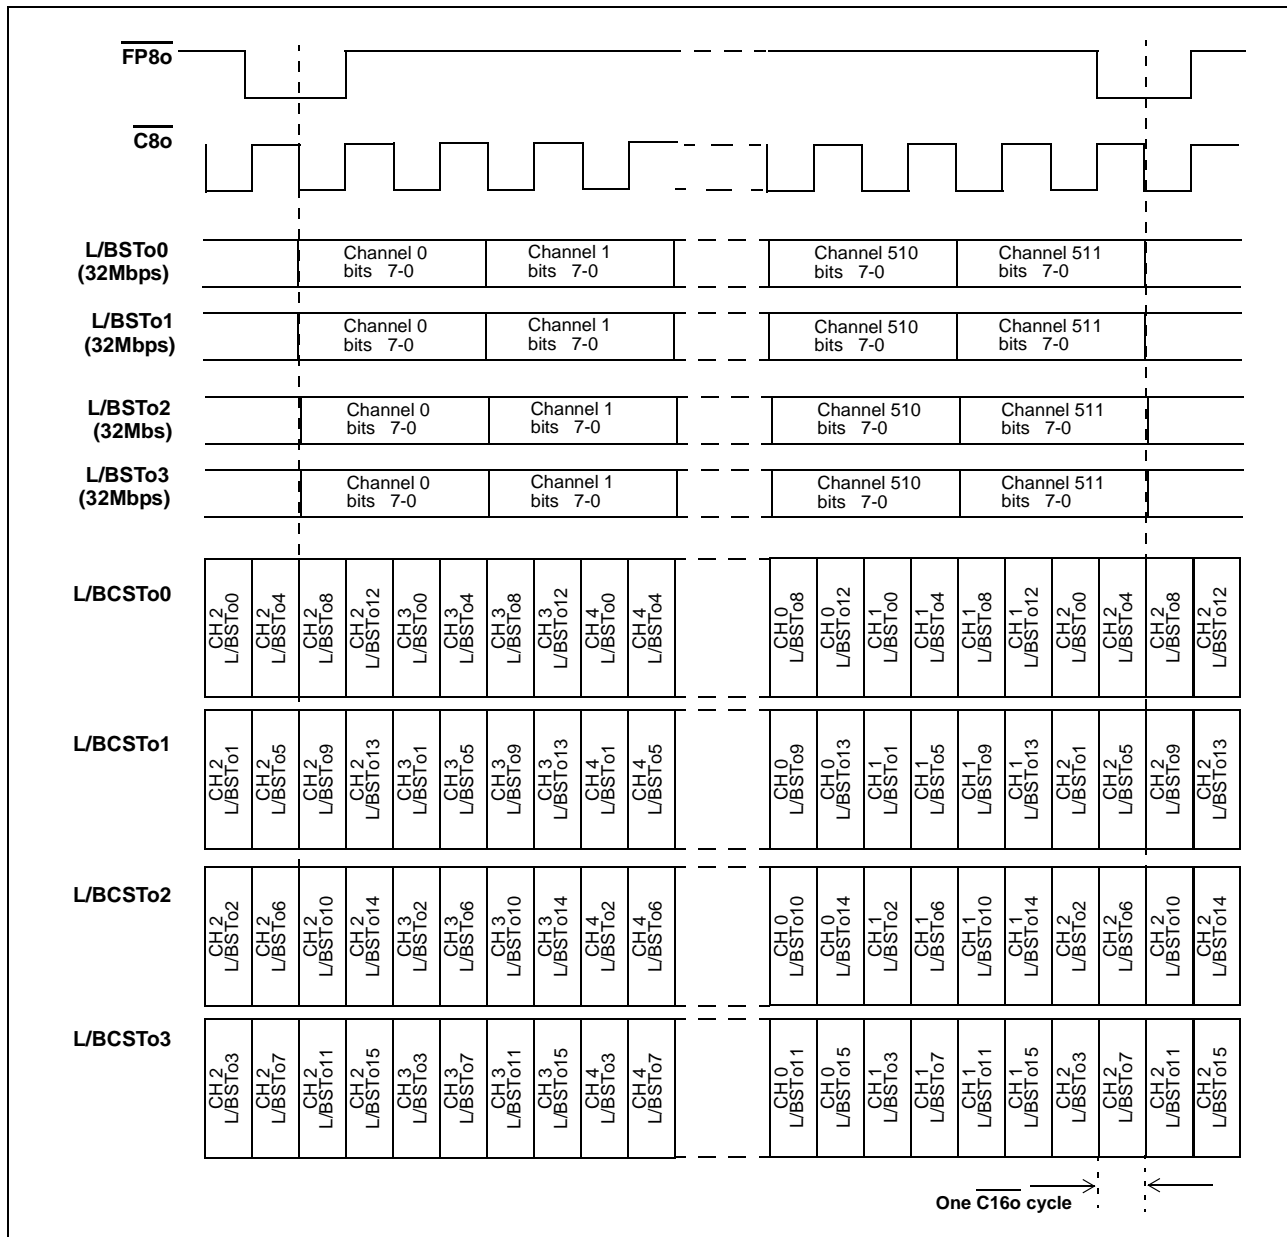 FP8o
C8o
L/BSTo0
(32Mbps)
Channel 0
bits 7-0
Channel 1
bits 7-0
Channel 510
bits 7-0
Channel 511
bits 7-0
L/BSTo1
(32Mbps)
Channel 0
bits 7-0
Channel 1
bits 7-0
Channel 510
bits 7-0
Channel 511
bits 7-0
L/BSTo2
(32Mbs)
Channel 0
bits 7-0
Channel 1
bits 7-0
Channel 510
bits 7-0
Channel 511
bits 7-0
L/BSTo3
(32Mbps)
Channel 0
bits 7-0
Channel 1
bits 7-0
Channel 510
bits 7-0
Channel 511
bits 7-0
L/BCSTo0
CH 2
L/BSTo0
CH 2
L/BSTo4
CH 2
L/BSTo8
CH 2
L/BSTo12
CH 3
L/BSTo0
CH 3
L/BSTo4
CH 3
L/BSTo8
CH 3
L/BSTo12
CH 4
L/BSTo0
CH 4
L/BSTo4
CH 0
L/BSTo8
CH 0
L/BSTo12
CH 1
L/BSTo0
CH 1
L/BSTo4
CH 1
L/BSTo8
CH 1
L/BSTo12
CH 2
L/BSTo0
CH 2
L/BSTo4
CH 2
L/BSTo8
CH 2
L/BSTo12
L/BCSTo1
CH 2
L/BSTo1
CH 2
L/BSTo5
CH 2
L/BSTo9
CH 2
L/BSTo13
CH 3
L/BSTo1
CH 3
L/BSTo5
CH 3
L/BSTo9
CH 3
L/BSTo13
CH 4
L/BSTo1
CH 4
L/BSTo5
CH 0
L/BSTo9
CH 0
L/BSTo13
CH 1
L/BSTo1
CH 1
L/BSTo5
CH 1
L/BSTo9
CH 1
L/BSTo13
CH 2
L/BSTo1
CH 2
L/BSTo5
CH 2
L/BSTo9
CH 2
L/BSTo13
L/BCSTo2
CH 2
L/BSTo2
CH 2
L/BSTo6
CH 2
L/BSTo10
CH 2
L/BSTo14
CH 3
L/BSTo2
CH 3
L/BSTo6
CH 3
L/BSTo10
CH 3
L/BSTo14
CH 4
L/BSTo2
CH 4
L/BSTo6
CH 0
L/BSTo10
CH 0
L/BSTo14
CH 1
L/BSTo2
CH 1
L/BSTo6
CH 1
L/BSTo10
CH 1
L/BSTo14
CH 2
L/BSTo2
CH 2
L/BSTo6
CH 2
L/BSTo10
CH 2
L/BSTo14
L/BCSTo3
CH 2
L/BSTo3
CH 2
L/BSTo7
CH 2
L/BSTo11
CH 2
L/BSTo15
CH 3
L/BSTo3
CH 3
L/BSTo7
CH 3
L/BSTo11
CH 3
L/BSTo15
CH 4
L/BSTo3
CH 4
L/BSTo7
CH 0
L/BSTo11
CH 0
L/BSTo15
CH 1
L/BSTo3
CH 1
L/BSTo7
CH 1
L/BSTo11
CH 1
L/BSTo15
CH 2
L/BSTo3
CH 2
L/BSTo7
CH 2
L/BSTo11
CH 2
L/BSTo15
One C16o cycle